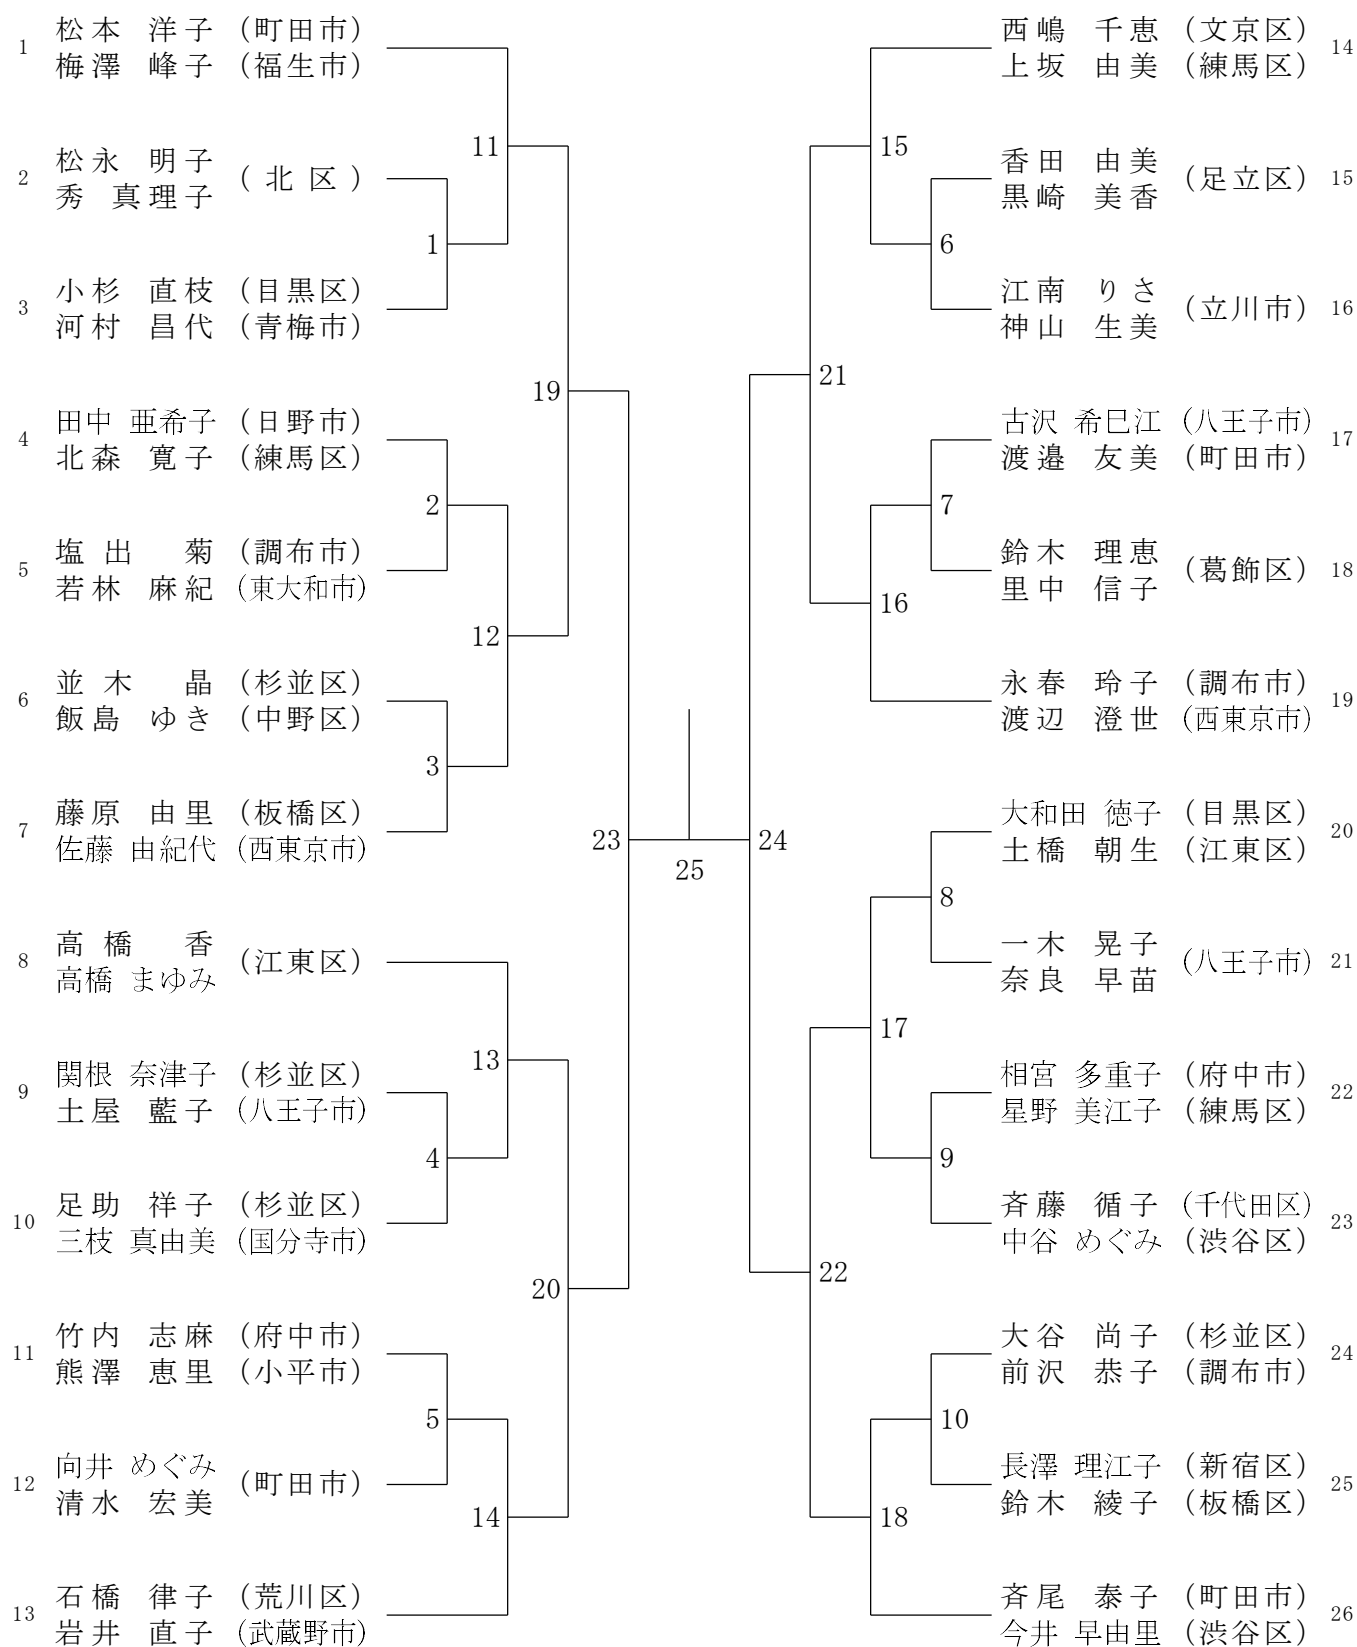 1 松本 洋子 (町田市)
梅澤 峰子 (福生市)
2 松永 明子 (北区)
秀 真理子
3 小杉 直枝 (目黒区)
河村 昌代 (青梅市)
4 田中 亜希子 (日野市)
北森 寛子 (練馬区)
5 塩出 菊 (調布市)
若林 麻紀 (東大和市)
6 並木 晶 (杉並区)
飯島 ゆき (中野区)
7 藤原 由里 (板橋区)
佐藤 由紀代 (西東京市)
8 高橋 香 (江東区)
高橋 まゆみ
9 関根 奈津子 (杉並区)
土屋 藍子 (八王子市)
10 足助 祥子 (杉並区)
三枝 真由美 (国分寺市)
11 竹内 志麻 (府中市)
熊澤 恵里 (小平市)
12 向井 めぐみ (町田市)
清水 宏美
13 石橋 律子 (荒川区)
岩井 直子 (武蔵野市)
11
1
19
2
12
3
23
13
4
20
5
14
25
24
15
6
21
7
16
8
17
9
22
10
18
西嶋 千恵 (文京区) 14
上坂 由美 (練馬区)
香田 由美 (足立区) 15
黒崎 美香
江南 りさ (立川市) 16
神山 生美
古沢 希巳江 (八王子市) 17
渡邉 友美 (町田市)
鈴木 理恵 (葛飾区) 18
里中 信子
永春 玲子 (調布市) 19
渡辺 澄世 (西東京市)
大和田 徳子 (目黒区) 20
土橋 朝生 (江東区)
一木 晃子 (八王子市) 21
奈良 早苗
相宮 多重子 (府中市) 22
星野 美江子 (練馬区)
斉藤 循子 (千代田区) 23
中谷 めぐみ (渋谷区)
大谷 尚子 (杉並区) 24
前沢 恭子 (調布市)
長澤 理江子 (新宿区) 25
鈴木 綾子 (板橋区)
斉尾 泰子 (町田市) 26
今井 早由里 (渋谷区)